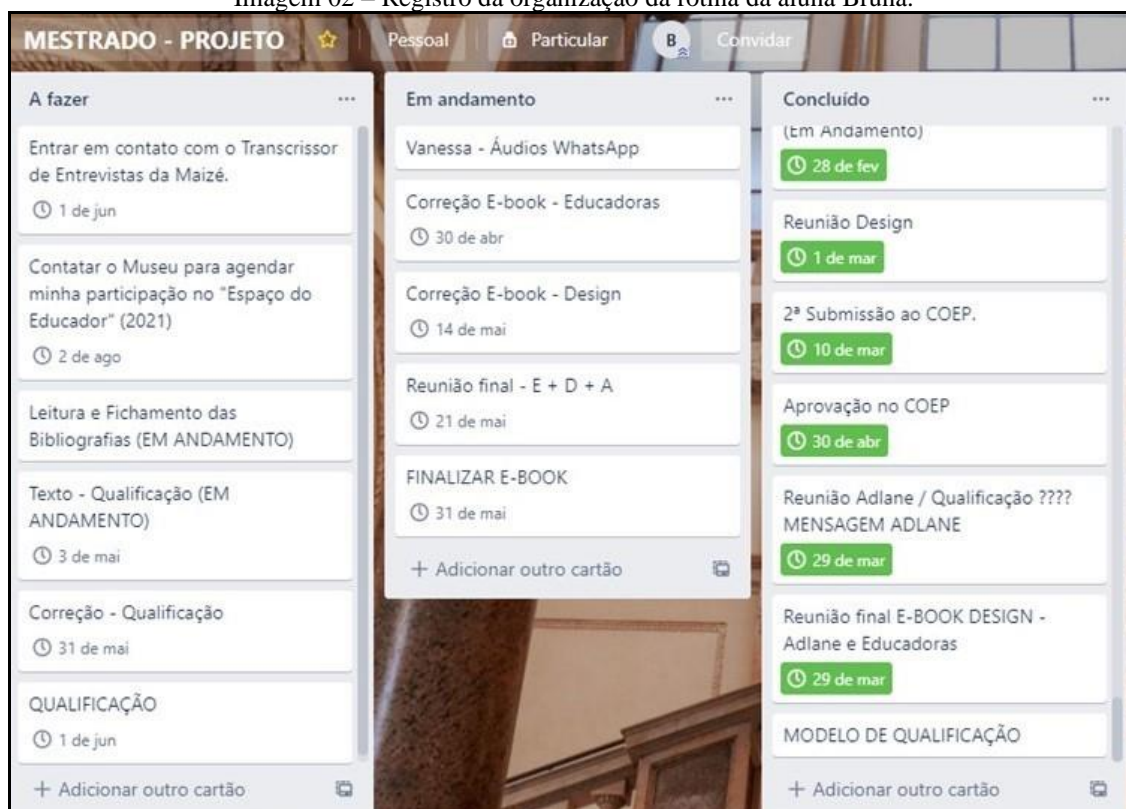 Imagem 02 – Registro da organização da rotina da aluna Bruna.
MESTRADO - PROJETO
Pessoal
Particular
B
Convidar
A fazer
Entrar em contato com o Transcrissor
de Entrevistas da Maizé.
1 de jun
Contatar o Museu para agendar
minha participação no "Espaço do
Educador" (2021)
2 de ago
Leitura e Fichamento das
Bibliografias (EM ANDAMENTO)
Texto - Qualificação (EM
ANDAMENTO)
3 de mai
Correção - Qualificação
31 de mai
QUALIFICAÇÃO
1 de jun
+ Adicionar outro cartão
Em andamento
Vanessa - Áudios WhatsApp
Correção E-book - Educadoras
30 de abr
Correção E-book - Design
14 de mai
Reunião final - E + D + A
21 de mai
FINALIZAR E-BOOK
31 de mai
+ Adicionar outro cartão
Concluído
(Em Andamento)
28 de fev
Reunião Design
1 de mar
2ª Submissão ao COEP.
10 de mar
Aprovação no COEP
30 de abr
Reunião Adlane / Qualificação ????
MENSAGEM ADLANE
29 de mar
Reunião final E-BOOK DESIGN -
Adlane e Educadoras
29 de mar
MODELO DE QUALIFICAÇÃO
+ Adicionar outro cartão